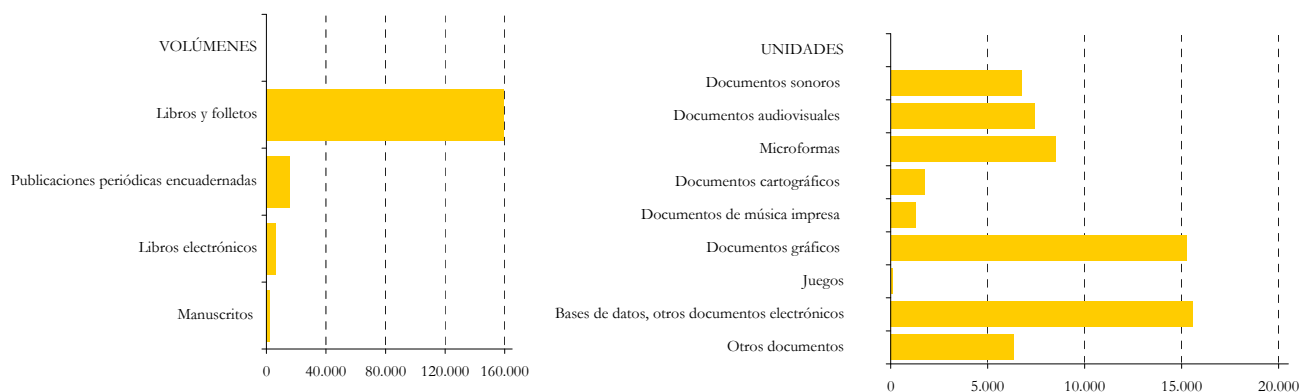 VOLÚMENES
Libros y folletos
Publicaciones periódicas encuadernadas
Libros electrónicos
Manuscritos
0 40.000 80.000 120.000 160.000
UNIDADES
Documentos sonoros
Documentos audiovisuales
Microformas
Documentos cartográficos
Documentos de música impresa
Documentos gráficos
Juegos
Bases de datos, otros documentos electrónicos
Otros documentos
0 5.000 10.000 15.000 20.000